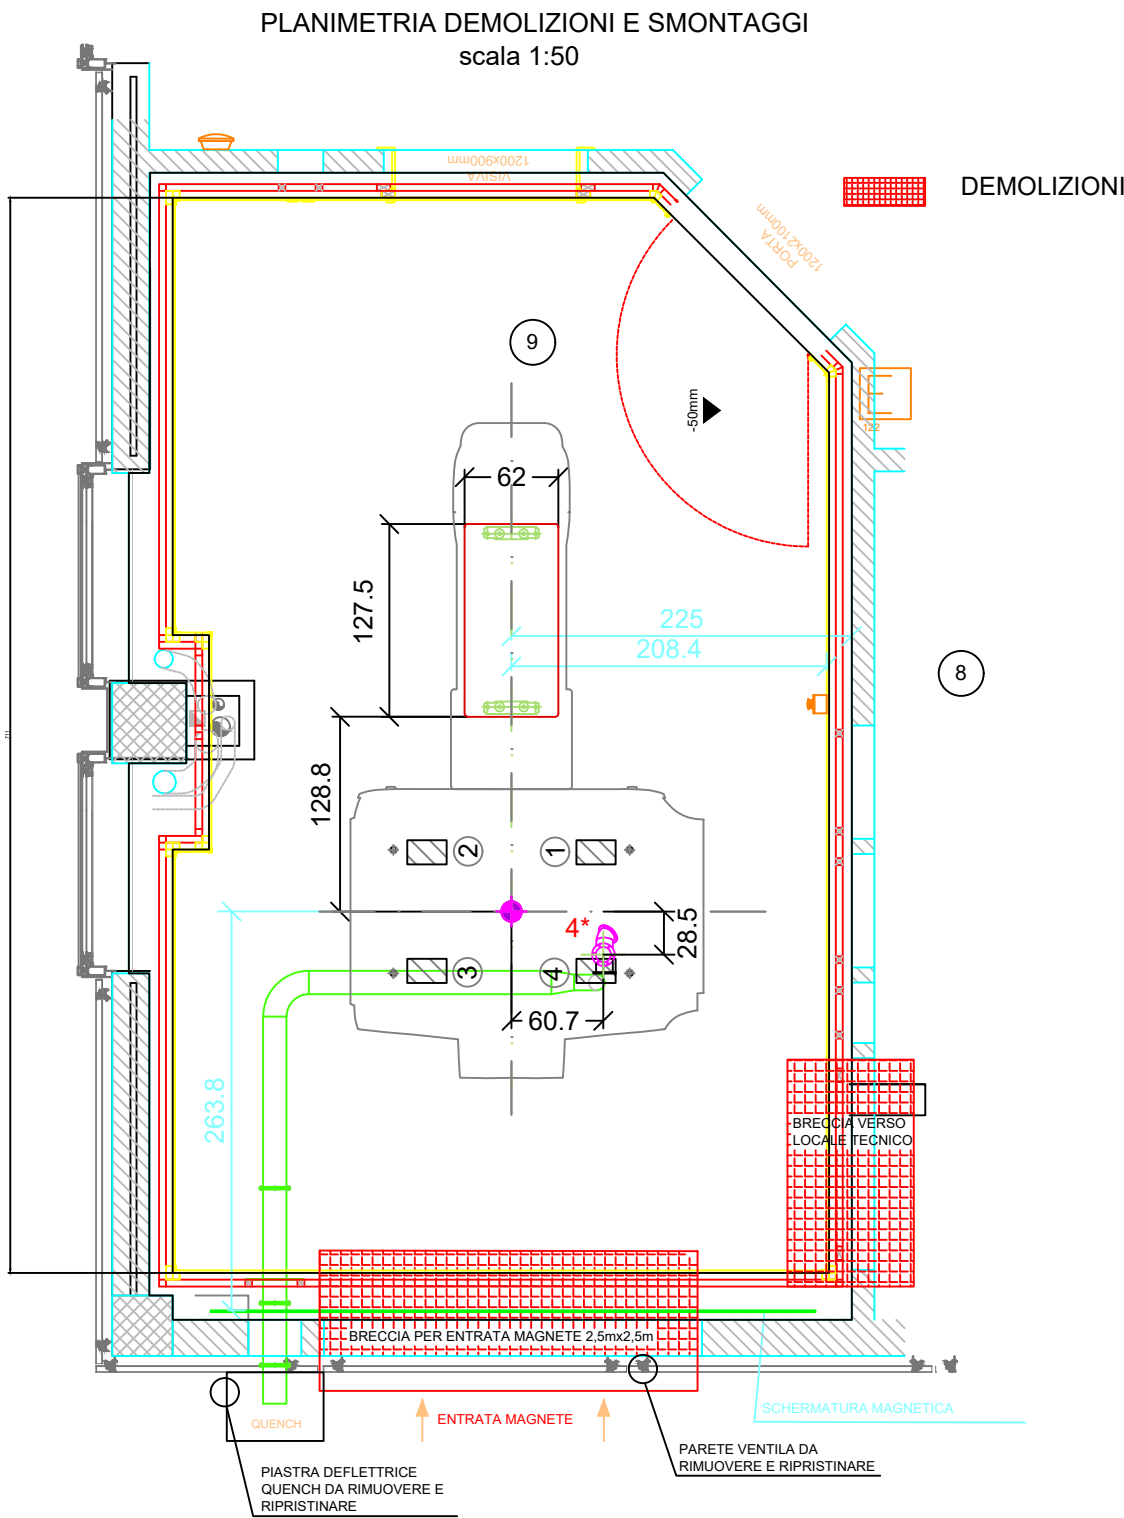 PLANIMETRIA DEMOLIZIONI E SMONTAGGI
scala 1:50
DEMOLIZIONI
VISIVA
1200x900mm
PORTA
1200x2100mm
9
-50mm
122
62
127.5
225
208.4
8
711
128.8
2
1
4*
28.5
3
4
60.7
263.8
BRECCIA VERSO
LOCALE TECNICO
BRECCIA PER ENTRATA MAGNETE 2,5mx2,5m
ENTRATA MAGNETE
QUENCH
SCHERMATURA MAGNETICA
PARETE VENTILA DA
RIMUOVERE E RIPRISTINARE
PIASTRA DEFLETTRICE
QUENCH DA RIMUOVERE E
RIPRISTINARE